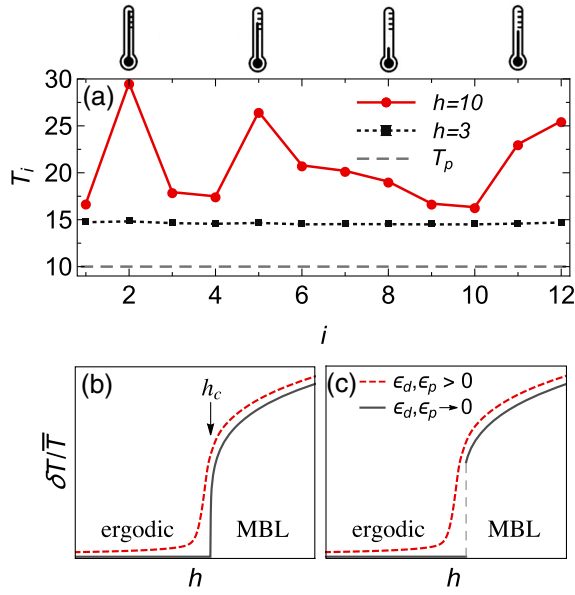 (a)
h=10
h=3
T_p
30
25
20
15
10
T_i
2 4 6 8 10 12
i
(b)
h_c
ergodic
MBL
δT/T̿
h
(c)
ϵ_d,ϵ_p > 0
ϵ_d,ϵ_p → 0
ergodic
MBL
h